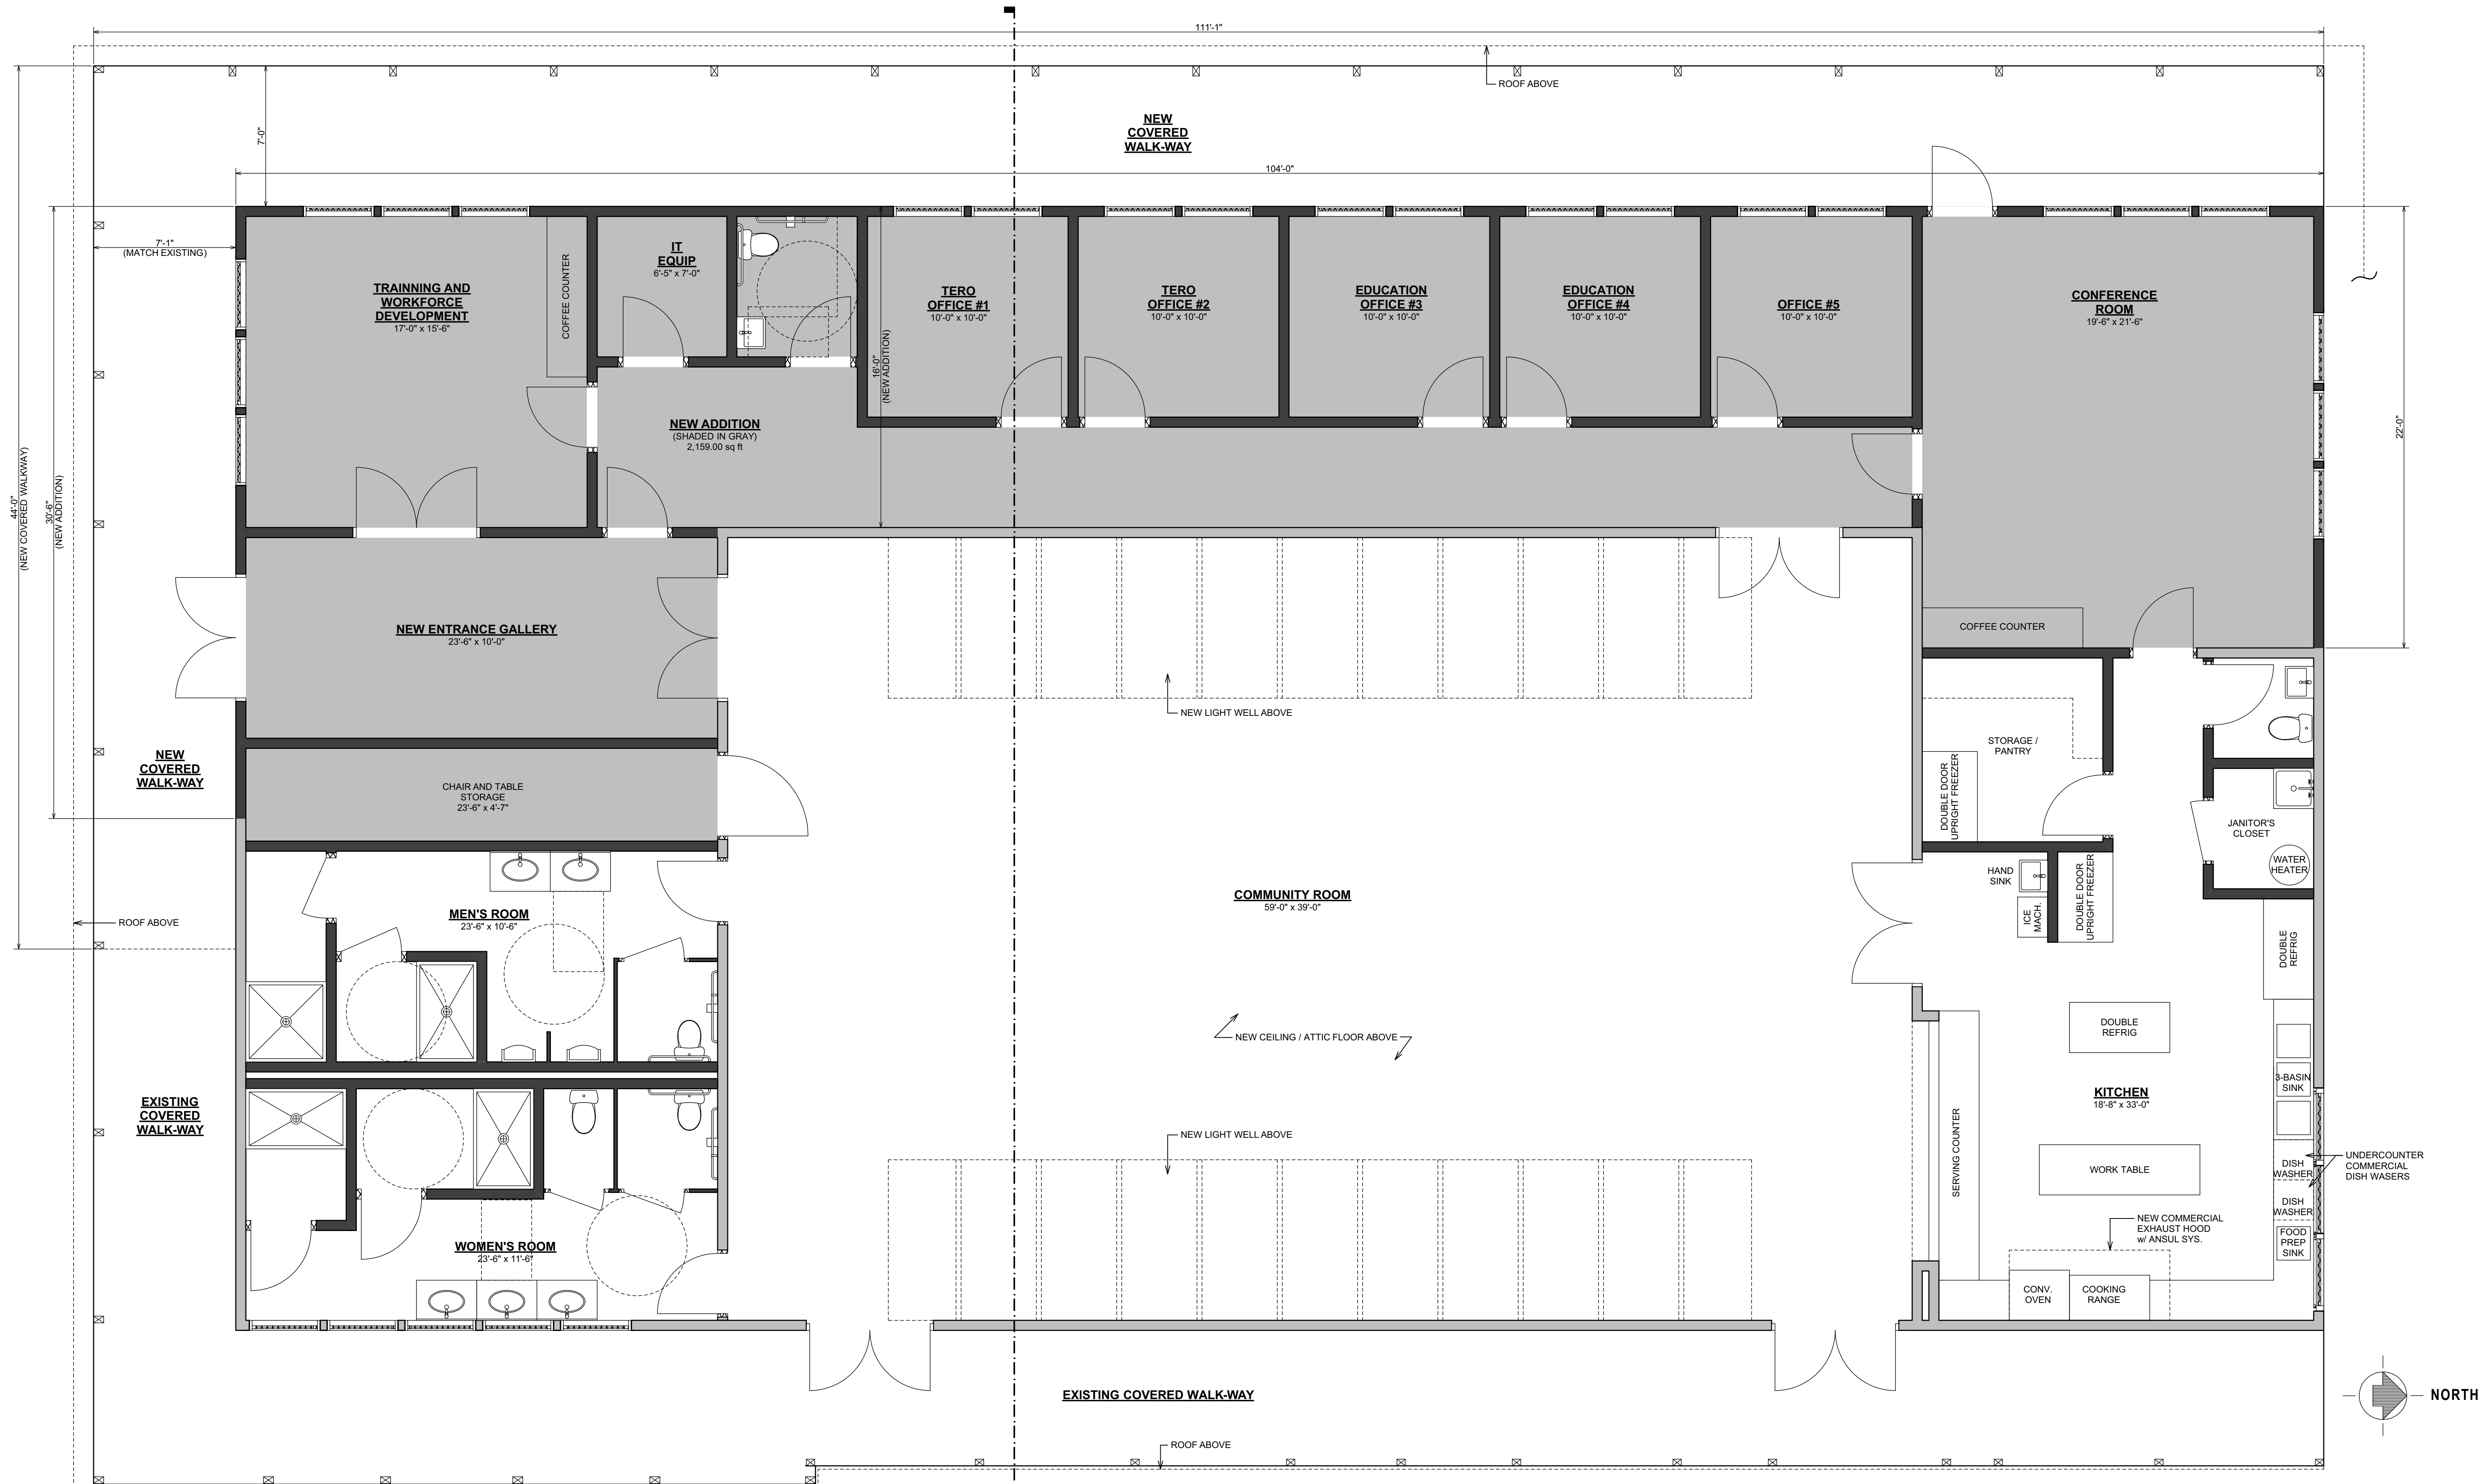 111'-1"
ROOF ABOVE
NEW
COVERED
WALK-WAY
7'-0"
104'-0"
7'-1"
(MATCH EXISTING)
44'-0"
(NEW COVERED WALKWAY)
30'-6"
(NEW ADDITION)
TRAINNING AND
WORKFORCE
DEVELOPMENT
17'-0" x 15'-6"
COFFEE COUNTER
IT
EQUIP
6'-5" x 7'-0"
16'-0"
(NEW ADDITION)
TERO
OFFICE #1
10'-0" x 10'-0"
TERO
OFFICE #2
10'-0" x 10'-0"
EDUCATION
OFFICE #3
10'-0" x 10'-0"
EDUCATION
OFFICE #4
10'-0" x 10'-0"
OFFICE #5
10'-0" x 10'-0"
CONFERENCE
ROOM
19'-6" x 21'-6"
22'-0"
NEW ADDITION
(SHADED IN GRAY)
2,159.00 sq ft
NEW ENTRANCE GALLERY
23'-6" x 10'-0"
COFFEE COUNTER
NEW LIGHT WELL ABOVE
NEW
COVERED
WALK-WAY
CHAIR AND TABLE
STORAGE
23'-6" x 4'-7"
STORAGE /
PANTRY
DOUBLE DOOR
UPRIGHT FREEZER
JANITOR'S
CLOSET
WATER
HEATER
ROOF ABOVE
MEN'S ROOM
23'-6" x 10'-6"
COMMUNITY ROOM
59'-0" x 39'-0"
HAND
SINK
ICE
MACH.
DOUBLE DOOR
UPRIGHT FREEZER
DOUBLE
REFRIG
NEW CEILING / ATTIC FLOOR ABOVE
DOUBLE
REFRIG
3-BASIN
SINK
KITCHEN
18'-8" x 33'-0"
EXISTING
COVERED
WALK-WAY
NEW LIGHT WELL ABOVE
SERVING COUNTER
WORK TABLE
DISH
WASHER
DISH
WASHER
UNDERCOUNTER
COMMERCIAL
DISH WASERS
NEW COMMERCIAL
EXHAUST HOOD
w/ ANSUL SYS.
FOOD
PREP
SINK
WOMEN'S ROOM
23'-6" x 11'-6"
CONV.
OVEN
COOKING
RANGE
EXISTING COVERED WALK-WAY
NORTH
ROOF ABOVE